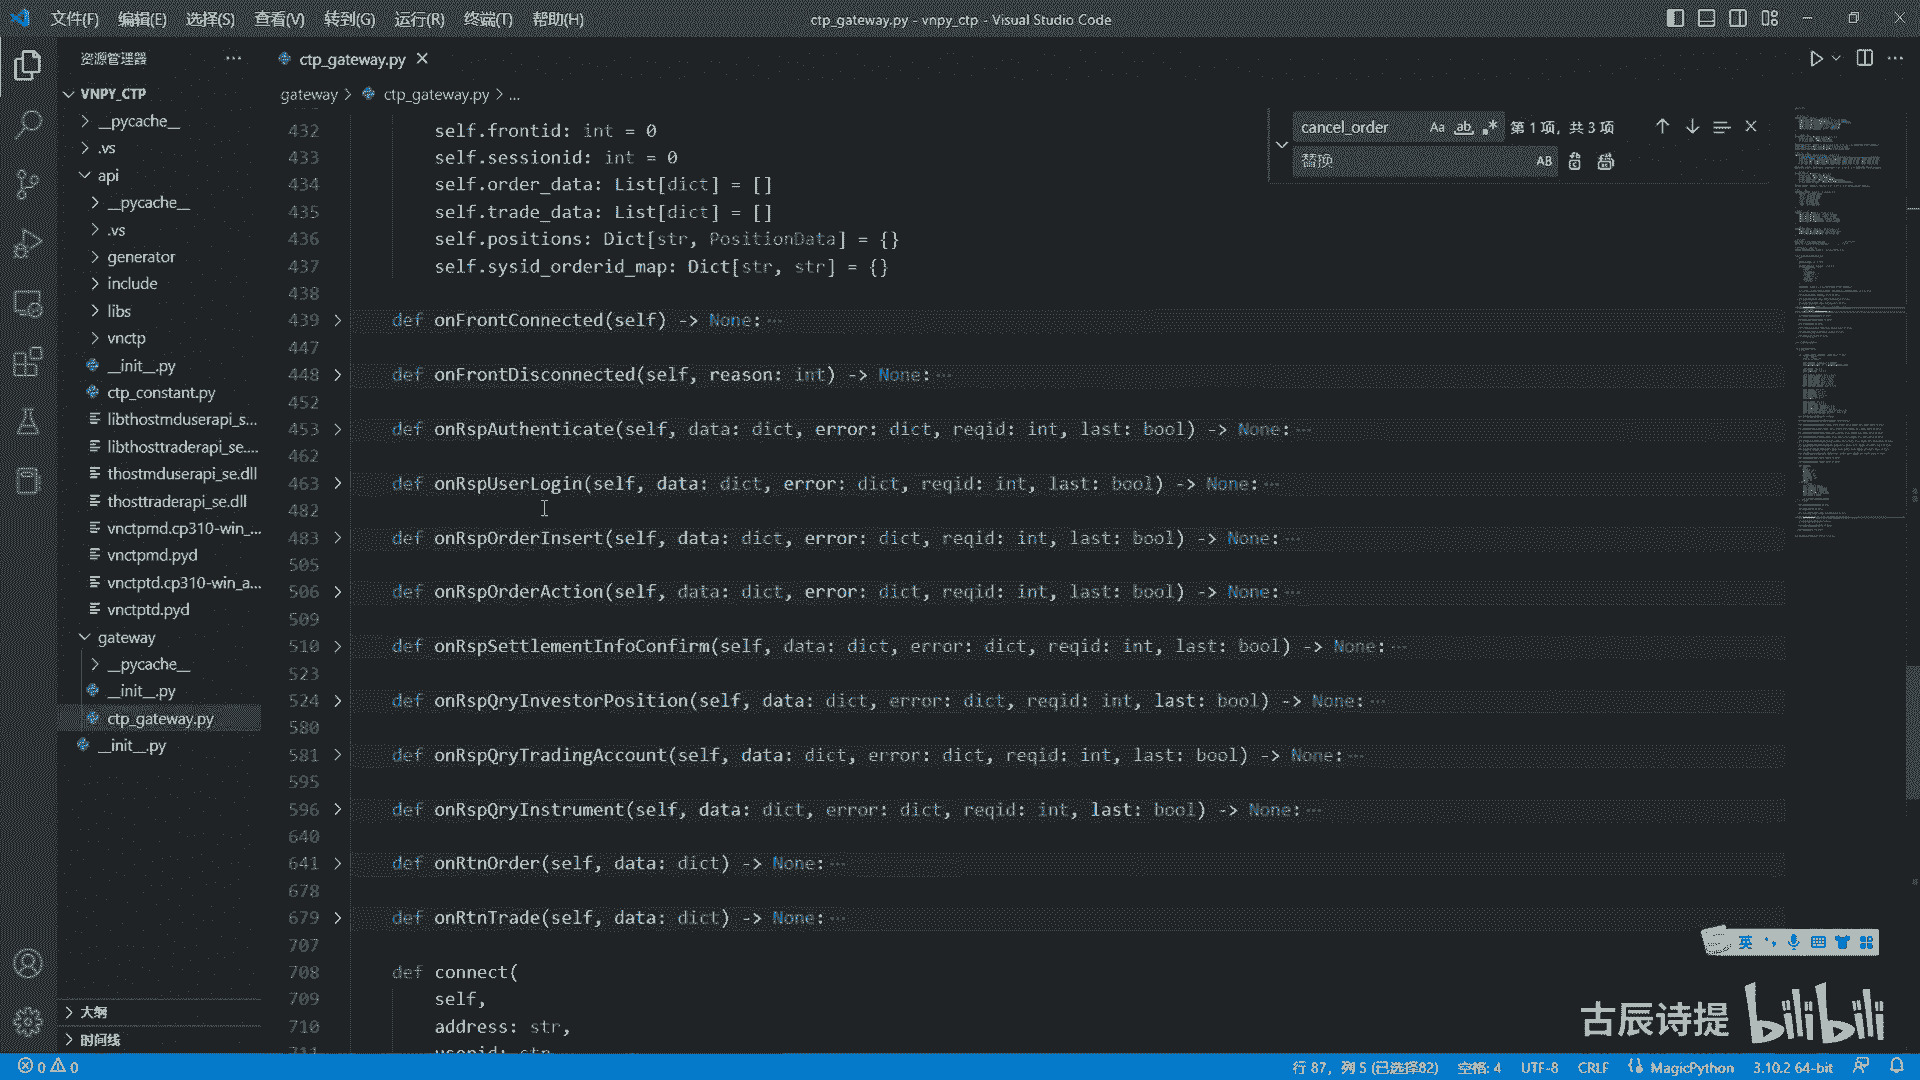 文件(F) 编辑(E) 选择(S) 查看(V) 转到(G) 运行(R) 终端(T) 帮助(H)
ctp_gateway.py - vnpy_ctp - Visual Studio Code
资源管理器
VNPY_CTP
__pycache__
.vs
api
__pycache__
.vs
generator
include
libs
vnctp
__init__.py
ctp_constant.py
libthostmduserapi_s...
libthosttraderapi_se....
thostmduserapi_se.dll
thosttraderapi_se.dll
vnctpmd.cp310-win_...
vnctpmd.pyd
vnctptd.cp310-win_a...
vnctptd.pyd
gateway
__pycache__
__init__.py
ctp_gateway.py
__init__.py
大纲
时间线
ctp_gateway.py
gateway > ctp_gateway.py > ...
cancel_order Aa ab .* 第 1 项, 共 3 项
替换 AB
432 self.frontid: int = 0
433 self.sessionid: int = 0
434 self.order_data: List[dict] = []
435 self.trade_data: List[dict] = []
436 self.positions: Dict[str, PositionData] = {}
437 self.sysid_orderid_map: Dict[str, str] = {}
438
439 def onFrontConnected(self) -> None:···
447
448 def onFrontDisconnected(self, reason: int) -> None:···
452
453 def onRspAuthenticate(self, data: dict, error: dict, reqid: int, last: bool) -> None:···
462
463 def onRspUserLogin(self, data: dict, error: dict, reqid: int, last: bool) -> None:···
482
483 def onRspOrderInsert(self, data: dict, error: dict, reqid: int, last: bool) -> None:···
505
506 def onRspOrderAction(self, data: dict, error: dict, reqid: int, last: bool) -> None:···
509
510 def onRspSettlementInfoConfirm(self, data: dict, error: dict, reqid: int, last: bool) -> None:···
523
524 def onRspQryInvestorPosition(self, data: dict, error: dict, reqid: int, last: bool) -> None:···
580
581 def onRspQryTradingAccount(self, data: dict, error: dict, reqid: int, last: bool) -> None:···
595
596 def onRspQryInstrument(self, data: dict, error: dict, reqid: int, last: bool) -> None:···
640
641 def onRtnOrder(self, data: dict) -> None:···
678
679 def onRtnTrade(self, data: dict) -> None:···
707
708 def connect(
709 self,
710 address: str,
英
古辰诗提 bilibili
0 0
行 87, 列 5 (已选择82) 空格: 4 UTF-8 CRLF MagicPython 3.10.2 64-bit